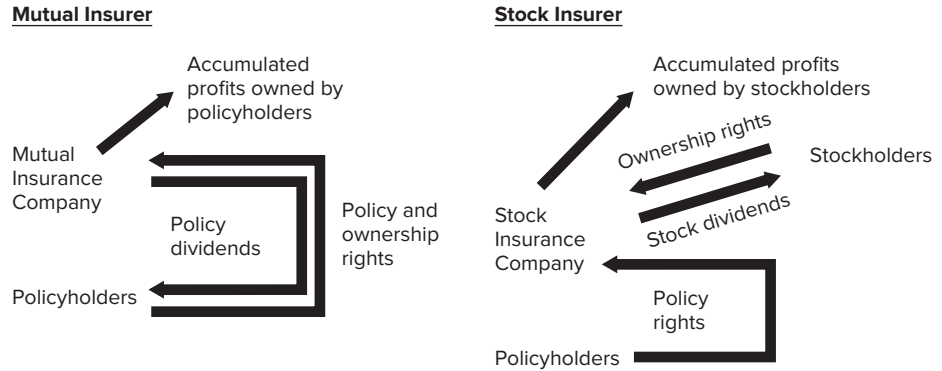 Mutual Insurer
Accumulated
profits owned by
policyholders
Mutual
Insurance
Company
Policy
dividends
Policy and
ownership
rights
Policyholders
Stock Insurer
Accumulated profits
owned by stockholders
Ownership rights
Stockholders
Stock dividends
Stock
Insurance
Company
Policy
rights
Policyholders